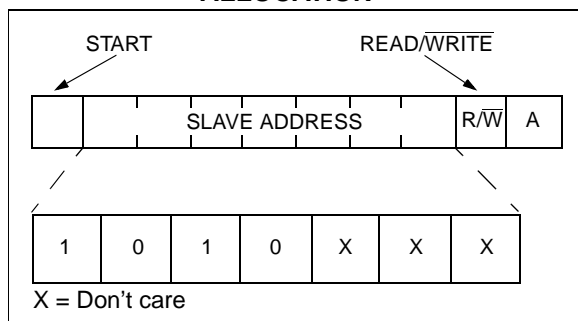 START READ/WRITE
SLAVE ADDRESS R/W A
1 0 1 0 X X X
X = Don't care